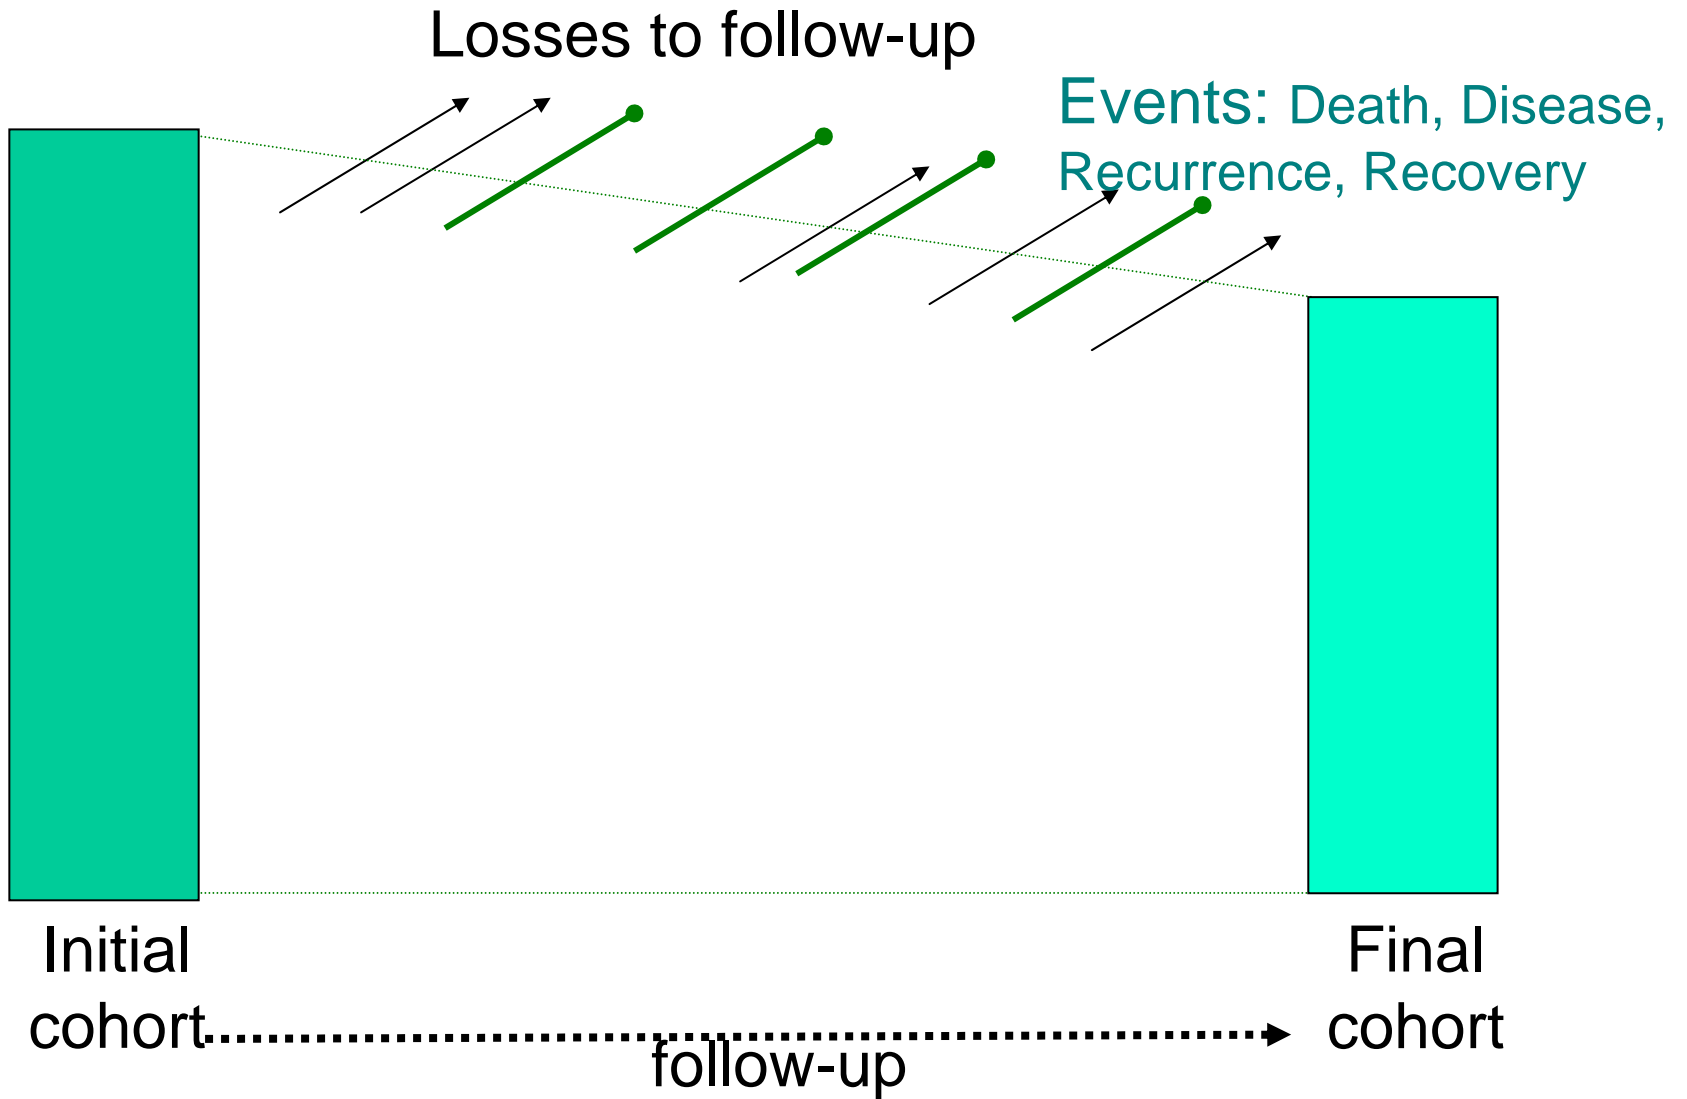 Losses to follow-up
Events: Death, Disease,
Recurrence, Recovery
Initial
cohort
Final
cohort
follow-up